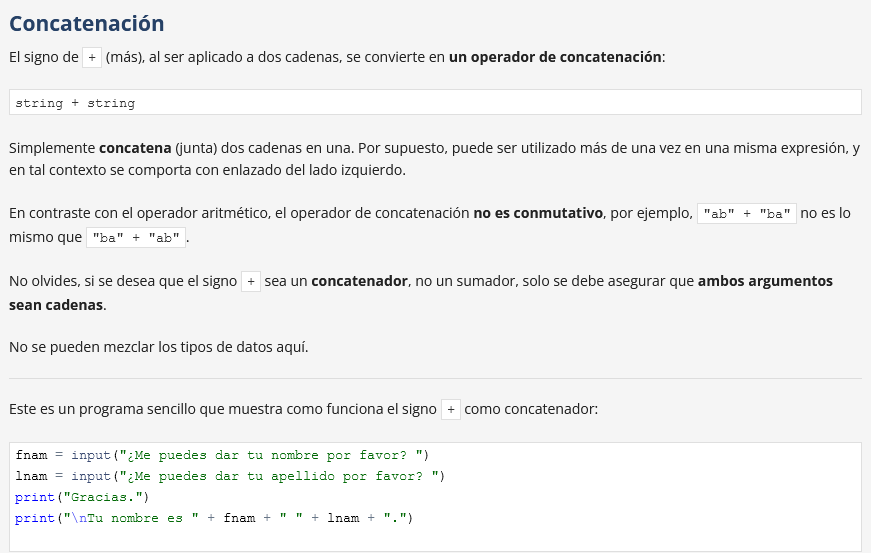 Concatenación
El signo de + (más), al ser aplicado a dos cadenas, se convierte en un operador de concatenación:
string + string
Simplemente concatena (junta) dos cadenas en una. Por supuesto, puede ser utilizado más de una vez en una misma expresión, y
en tal contexto se comporta con enlazado del lado izquierdo.
En contraste con el operador aritmético, el operador de concatenación no es conmutativo, por ejemplo, "ab" + "ba" no es lo
mismo que "ba" + "ab".
No olvides, si se desea que el signo + sea un concatenador, no un sumador, solo se debe asegurar que ambos argumentos
sean cadenas.
No se pueden mezclar los tipos de datos aquí.
Este es un programa sencillo que muestra como funciona el signo + como concatenador:
fnam = input("¿Me puedes dar tu nombre por favor? ")
lnam = input("¿Me puedes dar tu apellido por favor? ")
print("Gracias.")
print("\nTu nombre es " + fnam + " " + lnam + ".")